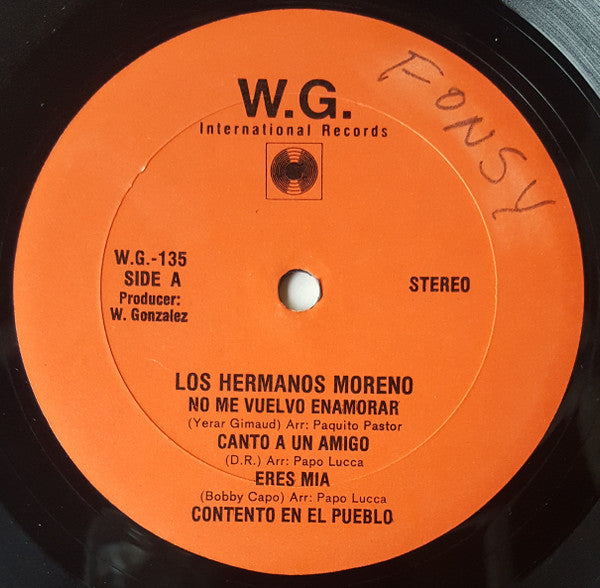 W.G.
International Records
FONSY
W.G.-135
SIDE A
Producer:
W. Gonzalez
STEREO
LOS HERMANOS MORENO
NO ME VUELVO ENAMORAR
(Yerar Gimaud) Arr: Paquito Pastor
CANTO A UN AMIGO
(D.R.) Arr: Papo Lucca
ERES MIA
(Bobby Capo) Arr: Papo Lucca
CONTENTO EN EL PUEBLO